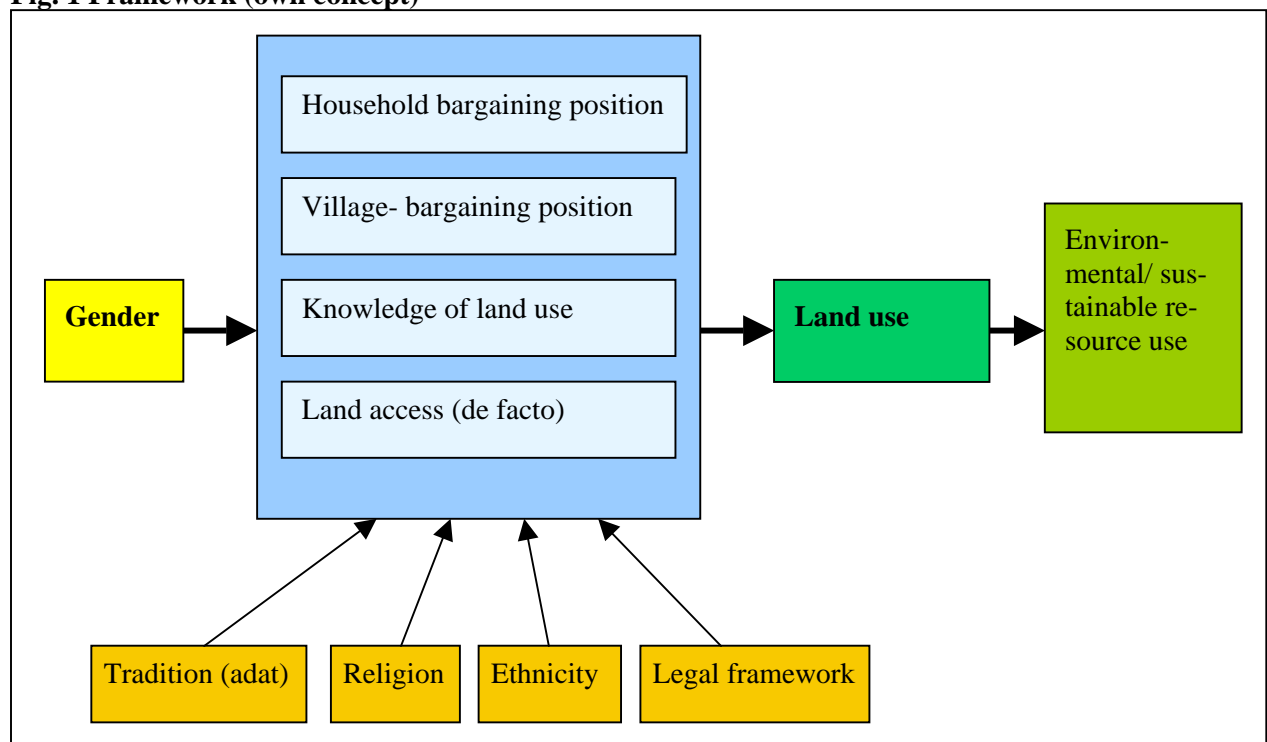 Fig. 1 Framework (own concept)
Household bargaining position
Village- bargaining position
Knowledge of land use
Land access (de facto)
Gender
Land use
Environ-
mental/ sus-
tainable re-
source use
Tradition (adat)
Religion
Ethnicity
Legal framework